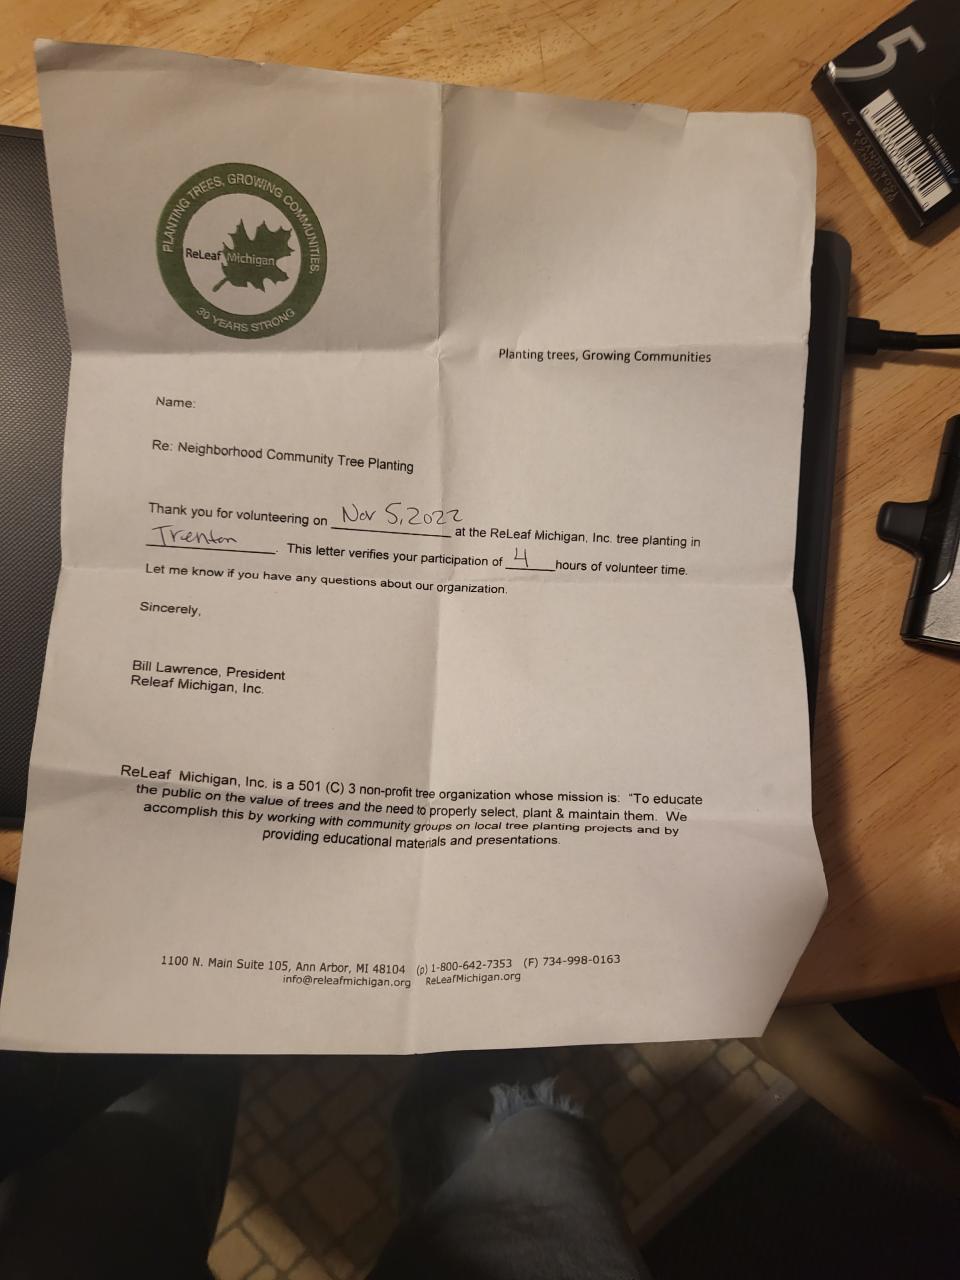 PLANTING TREES, GROWING COMMUNITIES.
ReLeaf Michigan
30 YEARS STRONG
Planting trees, Growing Communities
Name:
Re: Neighborhood Community Tree Planting
Thank you for volunteering on Nov 5, 2022 at the ReLeaf Michigan, Inc. tree planting in
Trenton. This letter verifies your participation of 4 hours of volunteer time.
Let me know if you have any questions about our organization.
Sincerely,
Bill Lawrence, President
Releaf Michigan, Inc.
ReLeaf Michigan, Inc. is a 501 (C) 3 non-profit tree organization whose mission is: "To educate
the public on the value of trees and the need to properly select, plant & maintain them. We
accomplish this by working with community groups on local tree planting projects and by
providing educational materials and presentations.
1100 N. Main Suite 105, Ann Arbor, MI 48104 (p) 1-800-642-7353 (F) 734-998-0163
info@releafmichigan.org ReLeafMichigan.org
5